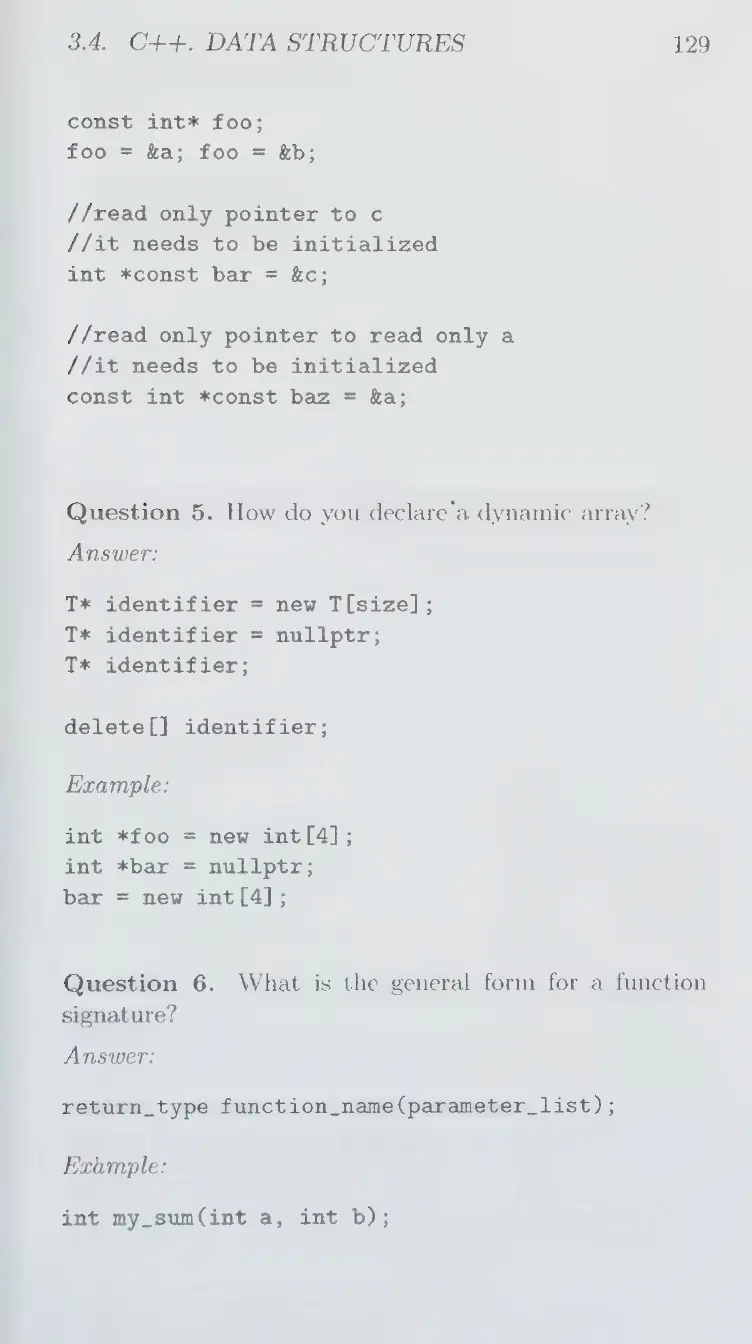 3.4. C++. DATA STRUCTURES 129
const int* foo;
foo = &a; foo = &b;
//read only pointer to c
//it needs to be initialized
int *const bar = &c;
//read only pointer to read only a
//it needs to be initialized
const int *const baz = &a;
Question 5. How do you declare a dynamic array?
Answer:
T* identifier = new T[size];
T* identifier = nullptr;
T* identifier;
delete[] identifier;
Example:
int *foo = new int[4];
int *bar = nullptr;
bar = new int[4];
Question 6. What is the general form for a function
signature?
Answer:
return_type function_name(parameter_list);
Example:
int my_sum(int a, int b);